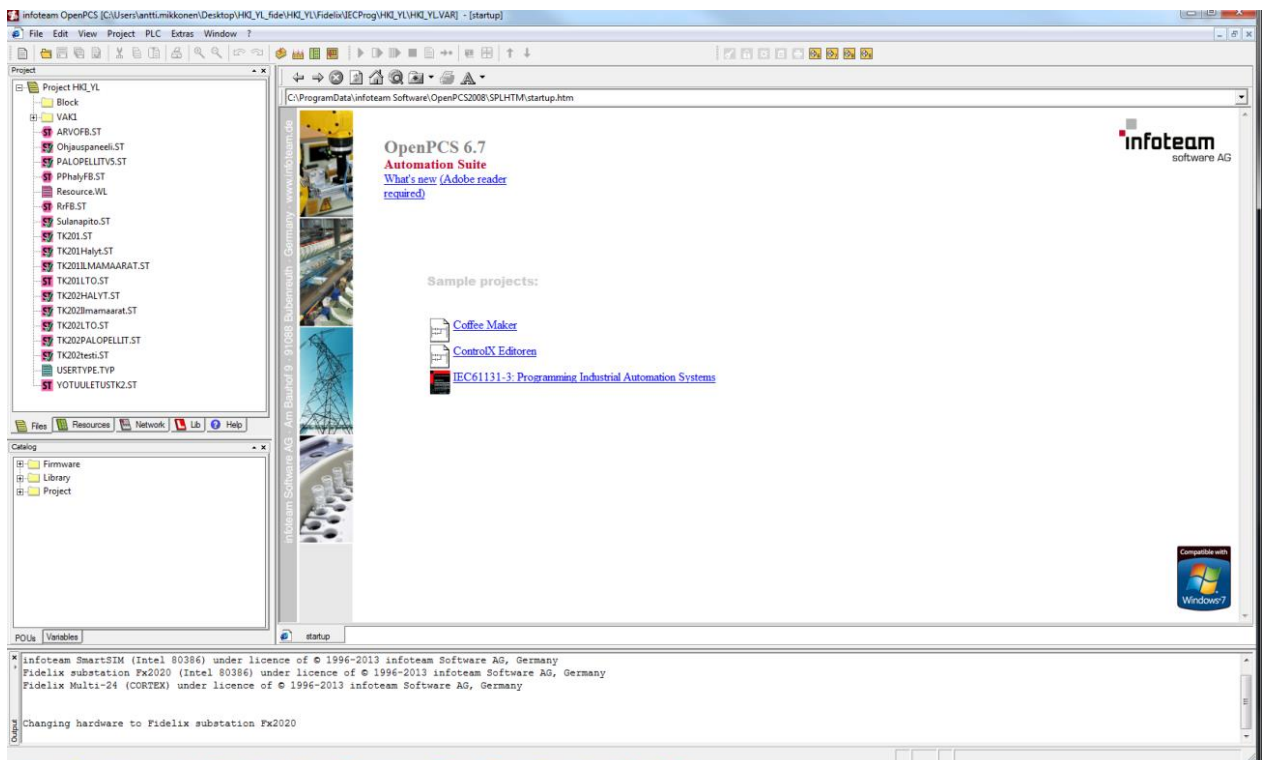 infoteam OpenPCS [C:\Users\antti.mikkonen\Desktop\HKI_YL_fide\HKI_YL\Fidelix\IECProg\HKI_YL\HKI_YL.VAR] - [startup]
File Edit View Project PLC Extras Window ?
Project
C:\ProgramData\infoteam Software\OpenPCS2008\SPLHTM\startup.htm
Project HKI_YL
Block
VAK1
ARVOFB.ST
Ohjauspaneeli.ST
PALOPELLITVS.ST
PPhalyFB.ST
Resource.WL
RrFB.ST
Sulanapito.ST
TK201.ST
TK201Halyt.ST
TK201ILMAMAARAT.ST
TK201LTO.ST
TK202HALYT.ST
TK202Ilmamaarat.ST
TK202LTO.ST
TK202PALOPELLIT.ST
TK202testi.ST
USERTYPE.TYP
YOTUULETUSTK2.ST
Files Resources Network Lib Help
Catalog
Firmware
Library
Project
POUs Variables
infoteam Software AG - Am Bauhof 9 - 91088 Bubenreuth - Germany - www.infoteam.de
OpenPCS 6.7
Automation Suite
What's new (Adobe reader
required)
infoteam
software AG
Sample projects:
Coffee Maker
ControlX Editoren
IEC61131-3: Programming Industrial Automation Systems
Compatible with
Windows 7
startup
infoteam SmartSIM (Intel 80386) under licence of © 1996-2013 infoteam Software AG, Germany
Fidelix substation Fx2020 (Intel 80386) under licence of © 1996-2013 infoteam Software AG, Germany
Fidelix Multi-24 (CORTEX) under licence of © 1996-2013 infoteam Software AG, Germany
Changing hardware to Fidelix substation Fx2020
Output